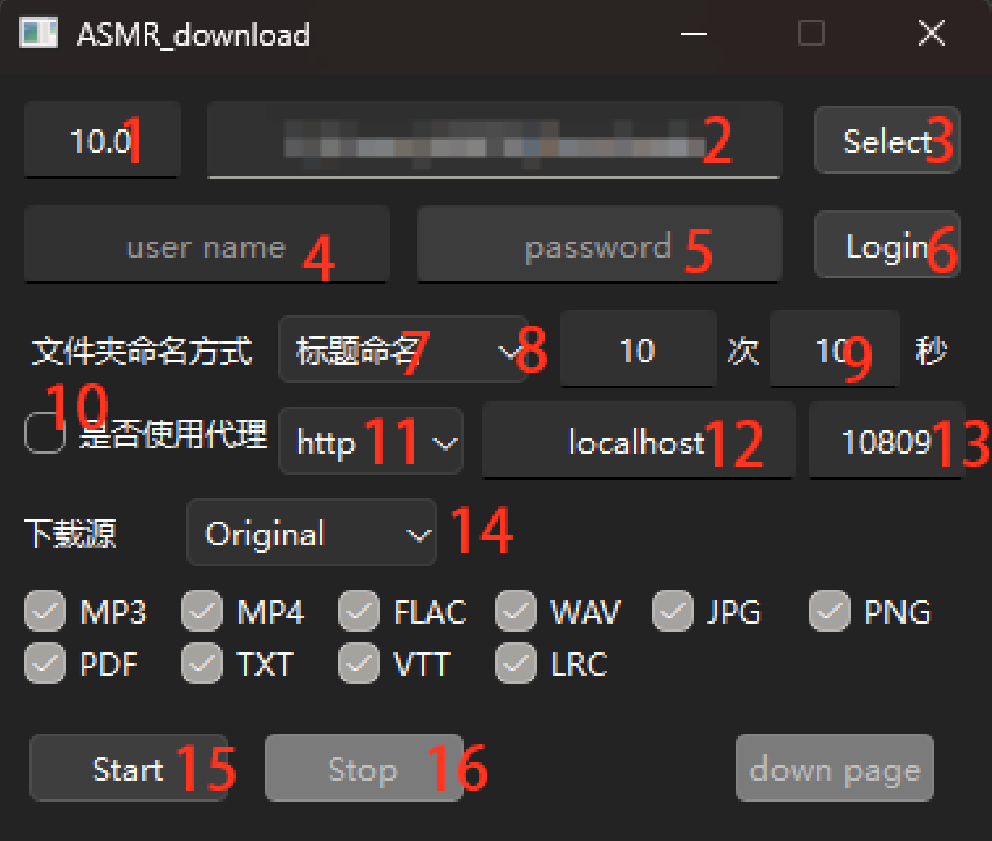 ASMR_download
10.0 1 2 Select 3
user name 4 password 5 Login 6
文件夹命名方式 标题命名 7 8 10 次 10 9 秒
10 是否使用代理 http 11 localhost 12 10809 13
下载源 Original 14
MP3 MP4 FLAC WAV JPG PNG
PDF TXT VTT LRC
Start 15 Stop 16 down page